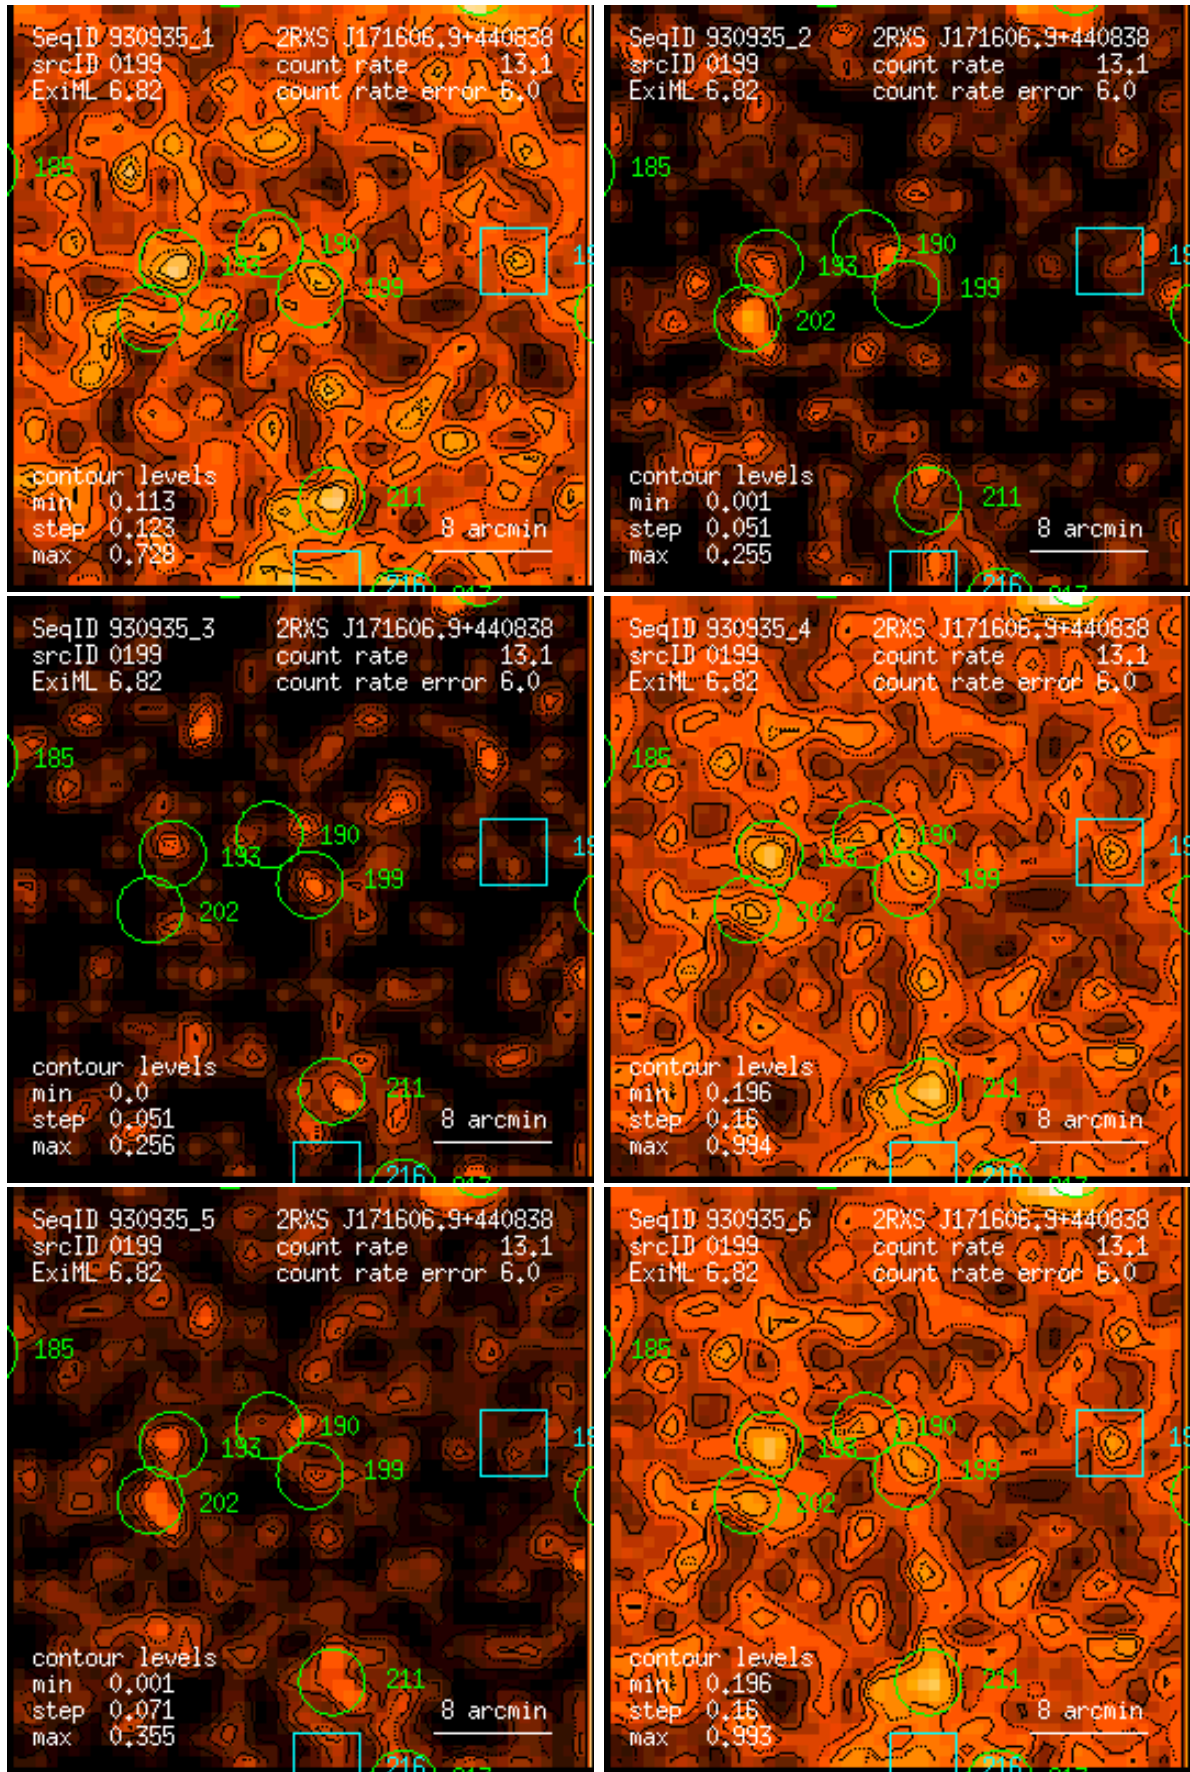 SeqID 930935_1 2RXS J171606.9+440838
srcID 0199 count rate 13.1
ExiML 6.82 count rate error 6.0
185
190
193
199
202
contour levels
min 0.113
211
step 0.123
8 arcmin
max 0.728
216
SeqID 930935_2 2RXS J171606.9+440838
srcID 0199 count rate 13.1
ExiML 6.82 count rate error 6.0
185
190
193
199
202
contour levels
min 0.001
211
step 0.051
8 arcmin
max 0.255
216
SeqID 930935_3 2RXS J171606.9+440838
srcID 0199 count rate 13.1
ExiML 6.82 count rate error 6.0
185
190
193
199
202
contour levels
min 0.0
211
step 0.051
8 arcmin
max 0.256
216
SeqID 930935_4 2RXS J171606.9+440838
srcID 0199 count rate 13.1
ExiML 6.82 count rate error 6.0
185
190
193
199
202
contour levels
min 0.196
211
step 0.16
8 arcmin
max 0.994
216
SeqID 930935_5 2RXS J171606.9+440838
srcID 0199 count rate 13.1
ExiML 6.82 count rate error 6.0
185
190
193
199
202
contour levels
min 0.001
211
step 0.071
8 arcmin
max 0.355
216
SeqID 930935_6 2RXS J171606.9+440838
srcID 0199 count rate 13.1
ExiML 6.82 count rate error 6.0
185
190
193
199
202
contour levels
min 0.196
211
step 0.16
8 arcmin
max 0.993
216